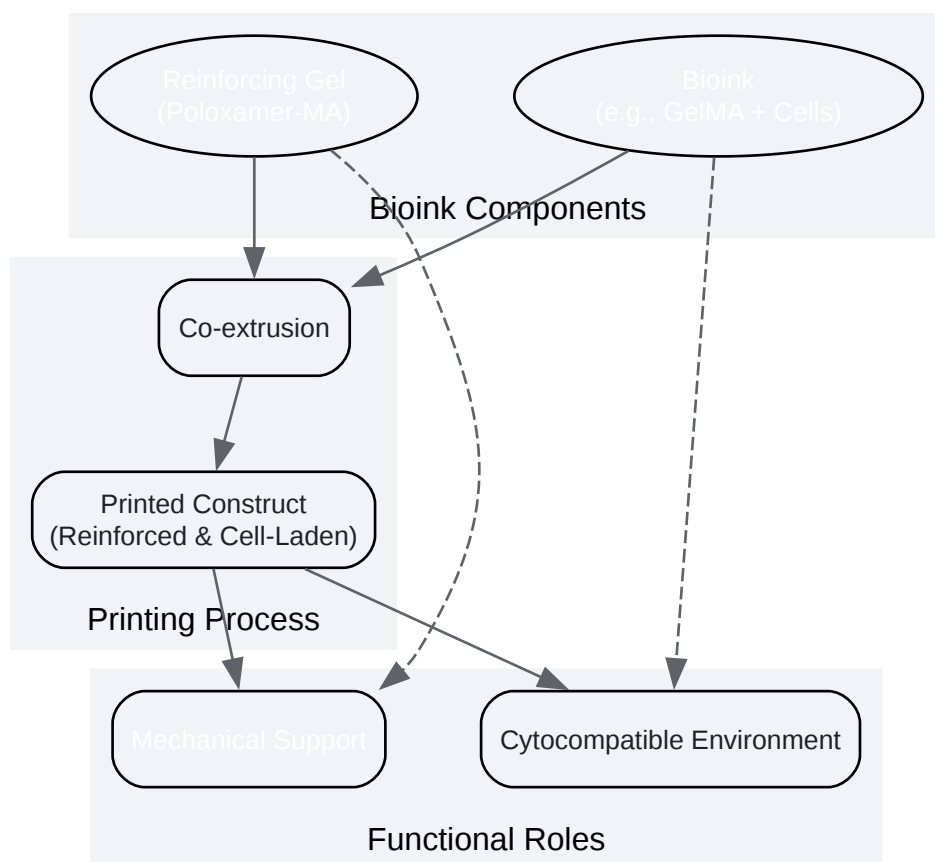 Reinforcing Gel
(Poloxamer-MA)
Bioink
(e.g., GelMA + Cells)
Bioink Components
Co-extrusion
Printed Construct
(Reinforced & Cell-Laden)
Printing Process
Mechanical Support
Cytocompatible Environment
Functional Roles